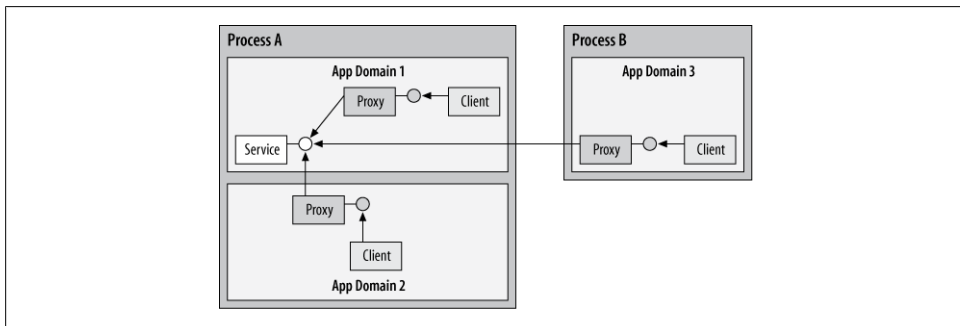 Process A
Process B
App Domain 1
App Domain 3
Proxy
Client
Service
Proxy
Client
Proxy
Client
App Domain 2